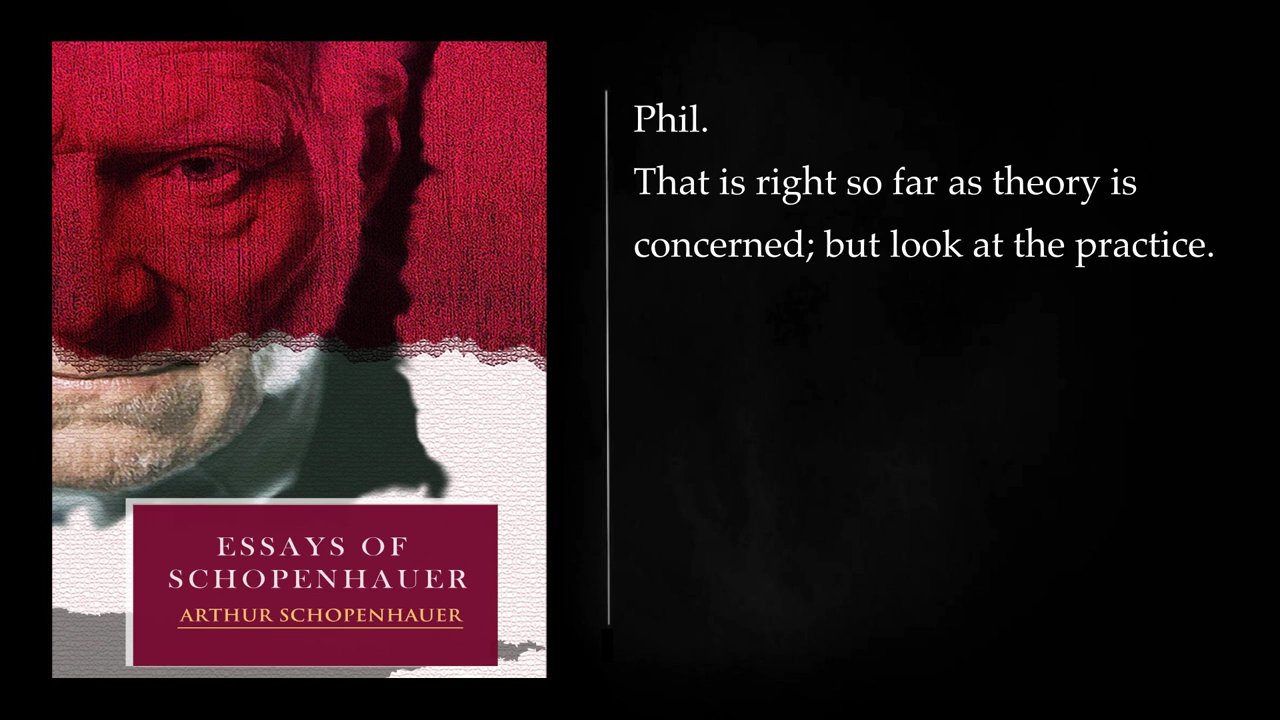 ESSAYS OF
SCHOPENHAUER
ARTHUR SCHOPENHAUER
Phil.
That is right so far as theory is
concerned; but look at the practice.